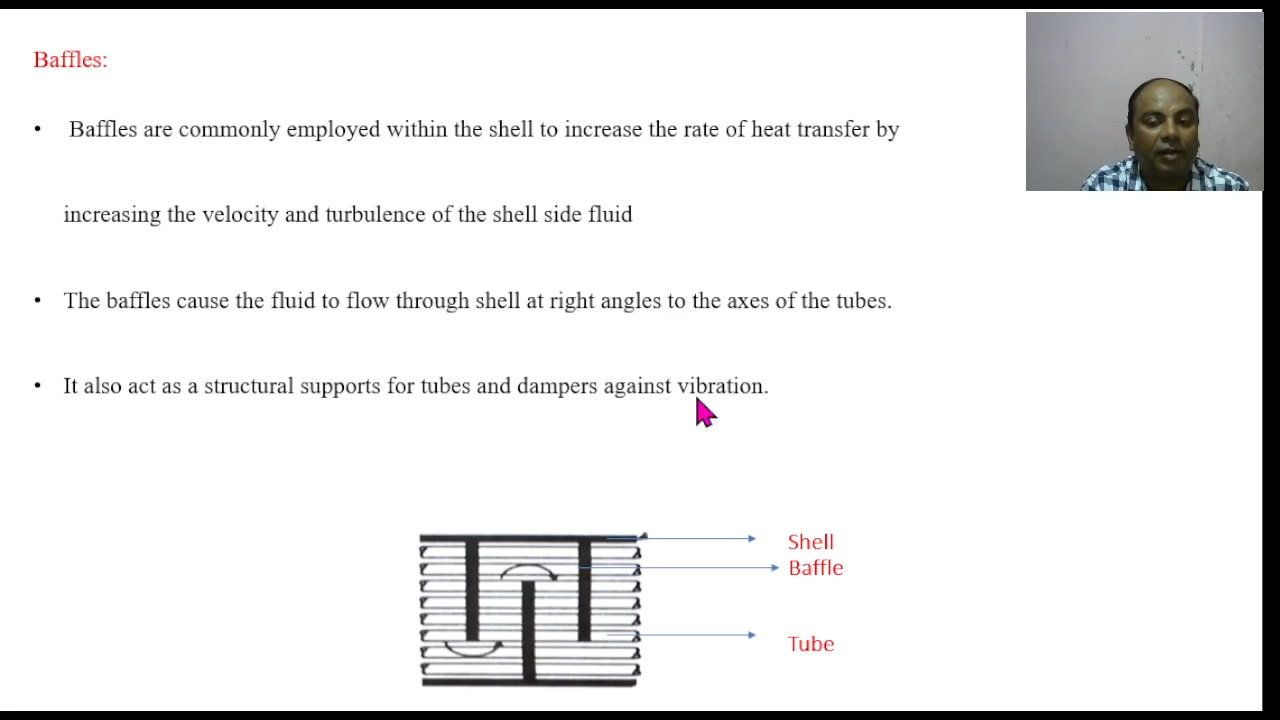 Baffles:
• Baffles are commonly employed within the shell to increase the rate of heat transfer by
increasing the velocity and turbulence of the shell side fluid
• The baffles cause the fluid to flow through shell at right angles to the axes of the tubes.
• It also act as a structural supports for tubes and dampers against vibration.
Shell
Baffle
Tube